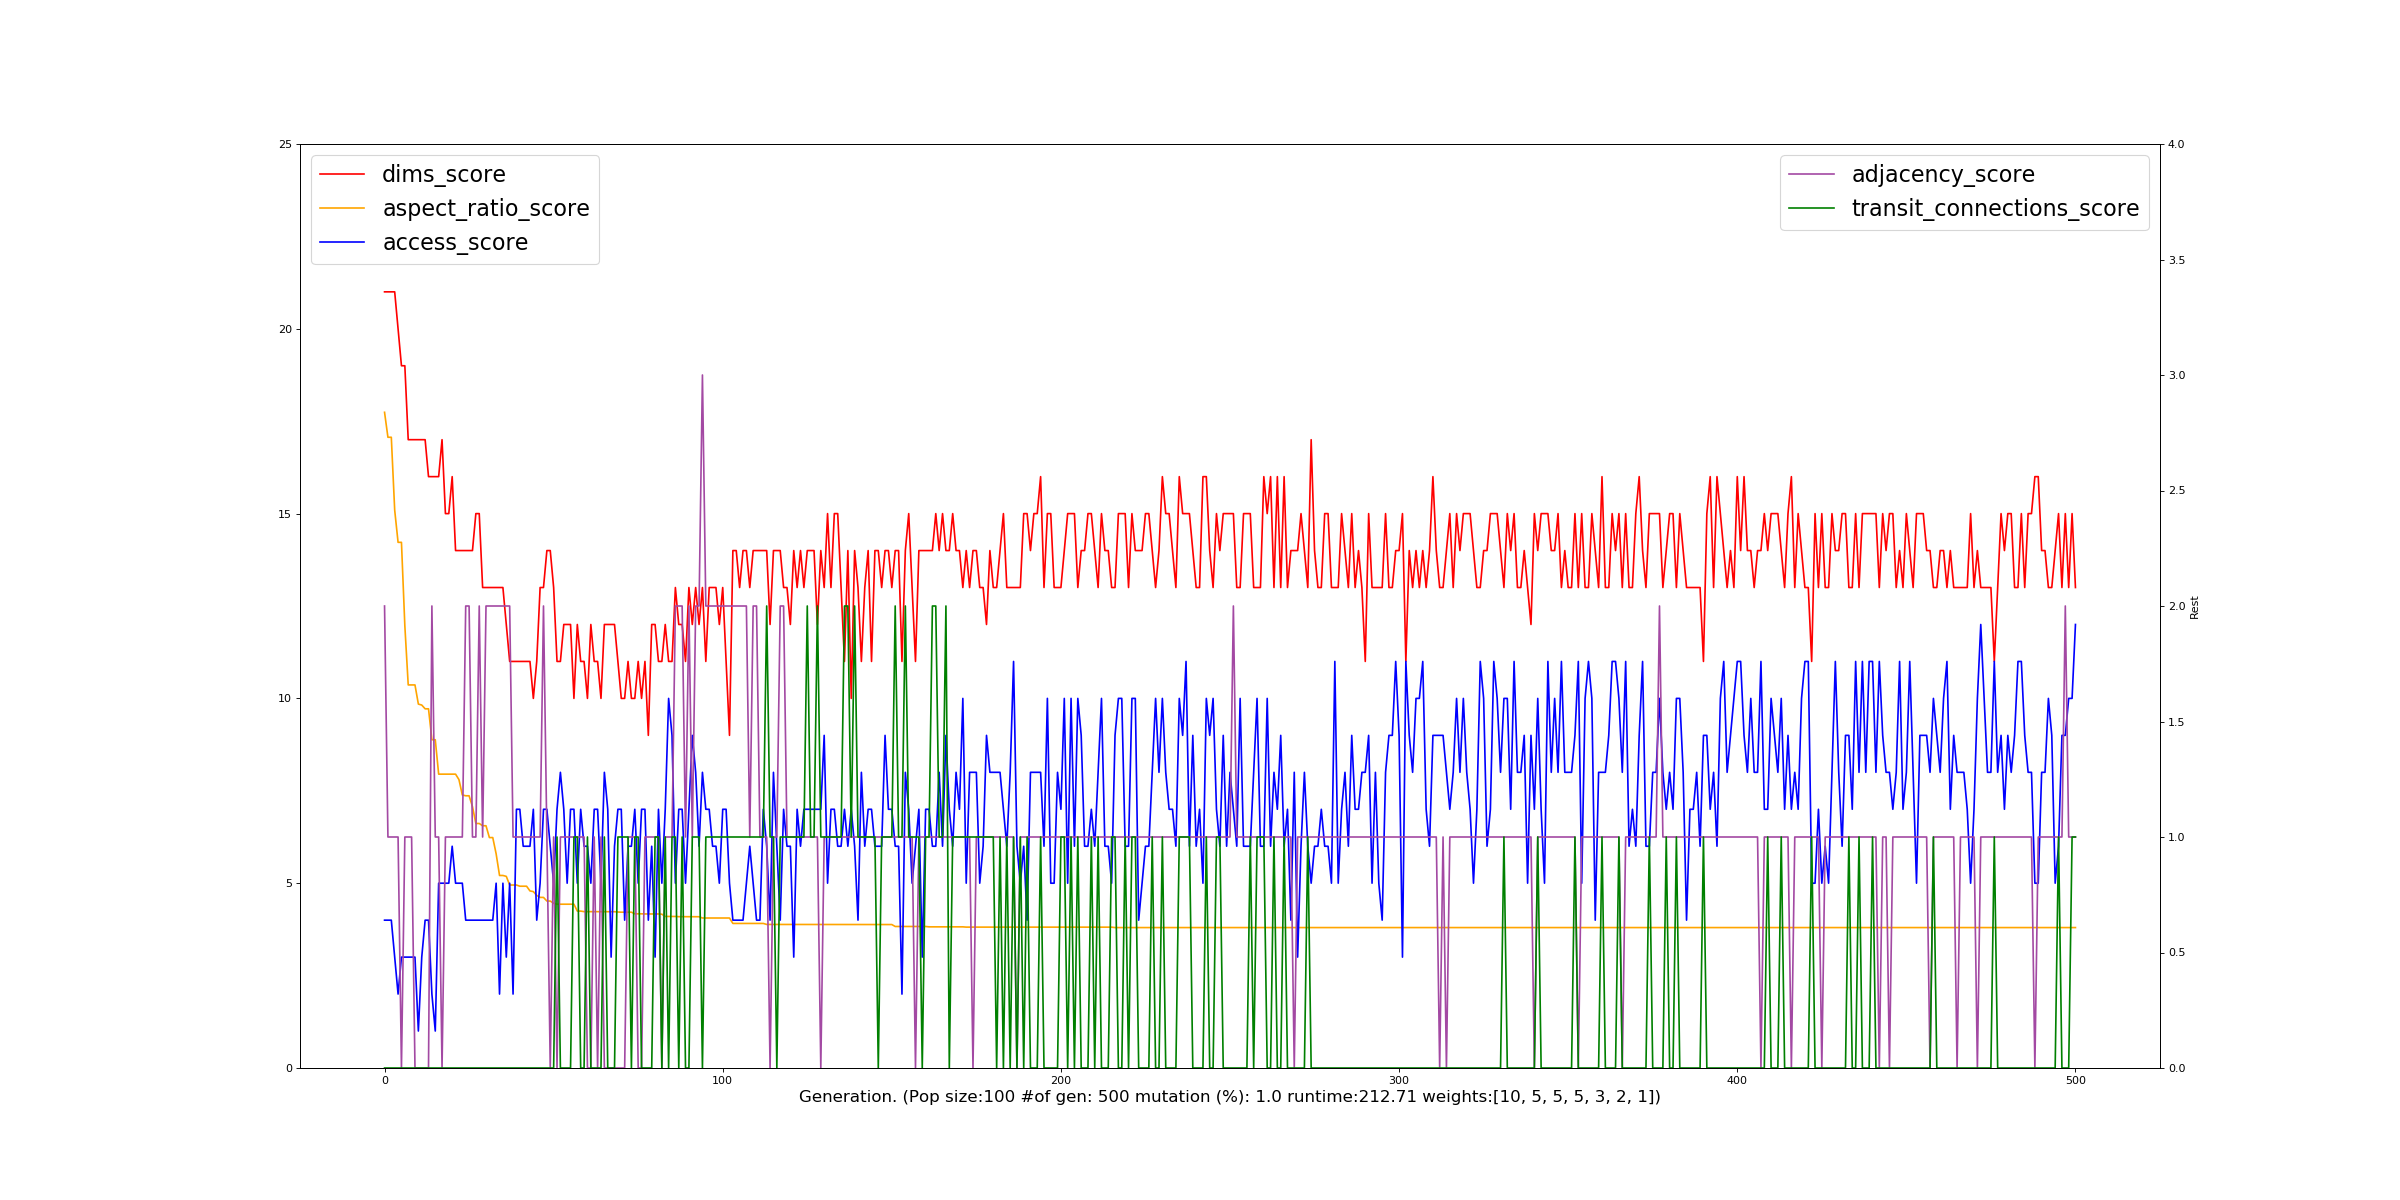 dims_score
aspect_ratio_score
access_score
adjacency_score
transit_connections_score
25
20
15
10
5
0
4.0
3.5
3.0
2.5
2.0
1.5
1.0
0.5
0.0
Rest
0 100 200 300 400 500
Generation. (Pop size:100 #of gen: 500 mutation (%): 1.0 runtime:212.71 weights:[10, 5, 5, 5, 3, 2, 1])